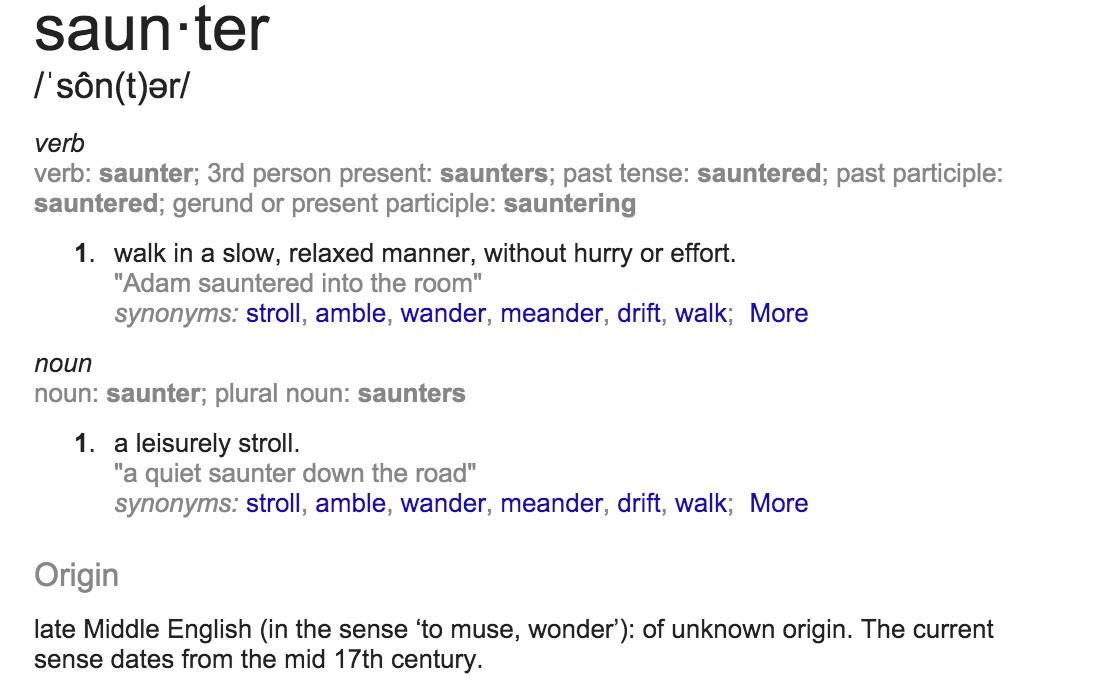 saun·ter
/ˈsôn(t)ər/
verb
verb: saunter; 3rd person present: saunters; past tense: sauntered; past participle:
sauntered; gerund or present participle: sauntering
1. walk in a slow, relaxed manner, without hurry or effort.
"Adam sauntered into the room"
synonyms: stroll, amble, wander, meander, drift, walk; More
noun
noun: saunter; plural noun: saunters
1. a leisurely stroll.
"a quiet saunter down the road"
synonyms: stroll, amble, wander, meander, drift, walk; More
Origin
late Middle English (in the sense ‘to muse, wonder’): of unknown origin. The current
sense dates from the mid 17th century.